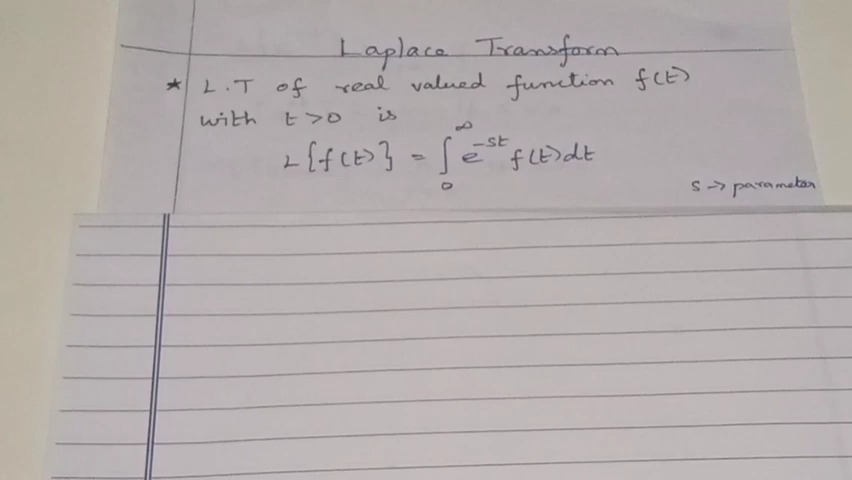 Laplace Transform
* L.T of real valued function f(t)
with t>0 is
L{f(t)} = ∫₀^∞ e^{-st} f(t)dt
s → parameter